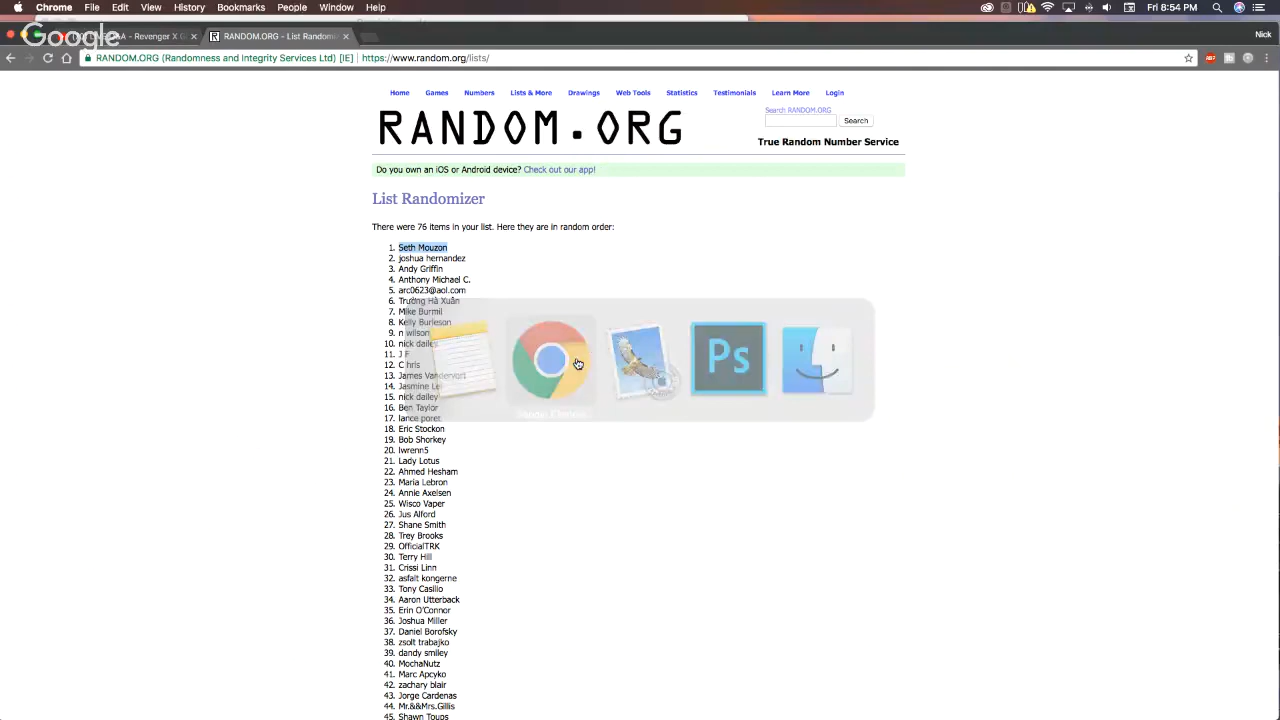 Chrome File Edit View History Bookmarks People Window Help Fri 8:54 PM
Google
Revenger X G RANDOM.ORG - List Randomi Nick
RANDOM.ORG (Randomness and Integrity Services Ltd) [IE] https://www.random.org/lists/
Home Games Numbers Lists & More Drawings Web Tools Statistics Testimonials Learn More Login
Search RANDOM.ORG
Search
RANDOM.ORG
True Random Number Service
Do you own an iOS or Android device? Check out our app!
List Randomizer
There were 76 items in your list. Here they are in random order:
1. Seth Mouzon
2. joshua hernandez
3. Andy Griffin
4. Anthony Michael C.
5. arc0623@aol.com
6. Trường Hà Xuân
7. Mike Burmil
8. Kelly Burleson
9. n wilson
10. nick dailey
11. J F
12. C hris
13. James Vandervort
14. Jasmine Lei
15. nick dailey
16. Ben Taylor
17. lance poret
18. Eric Stockon
19. Bob Shorkey
20. lwrenn5
21. Lady Lotus
22. Ahmed Hesham
23. Maria Lebron
24. Annie Axelsen
25. Wisco Vaper
26. Jus Alford
27. Shane Smith
28. Trey Brooks
29. OfficialTRK
30. Terry Hill
31. Crissi Linn
32. asfalt kongerne
33. Tony Casilio
34. Aaron Utterback
35. Erin O'Connor
36. Joshua Miller
37. Daniel Borofsky
38. zsolt trabajko
39. dandy smiley
40. MochaNutz
41. Marc Apcyko
42. zachary blair
43. Jorge Cardenas
44. Mr.&&Mrs.Gillis
45. Shawn Toups
Ps
Google Chrome